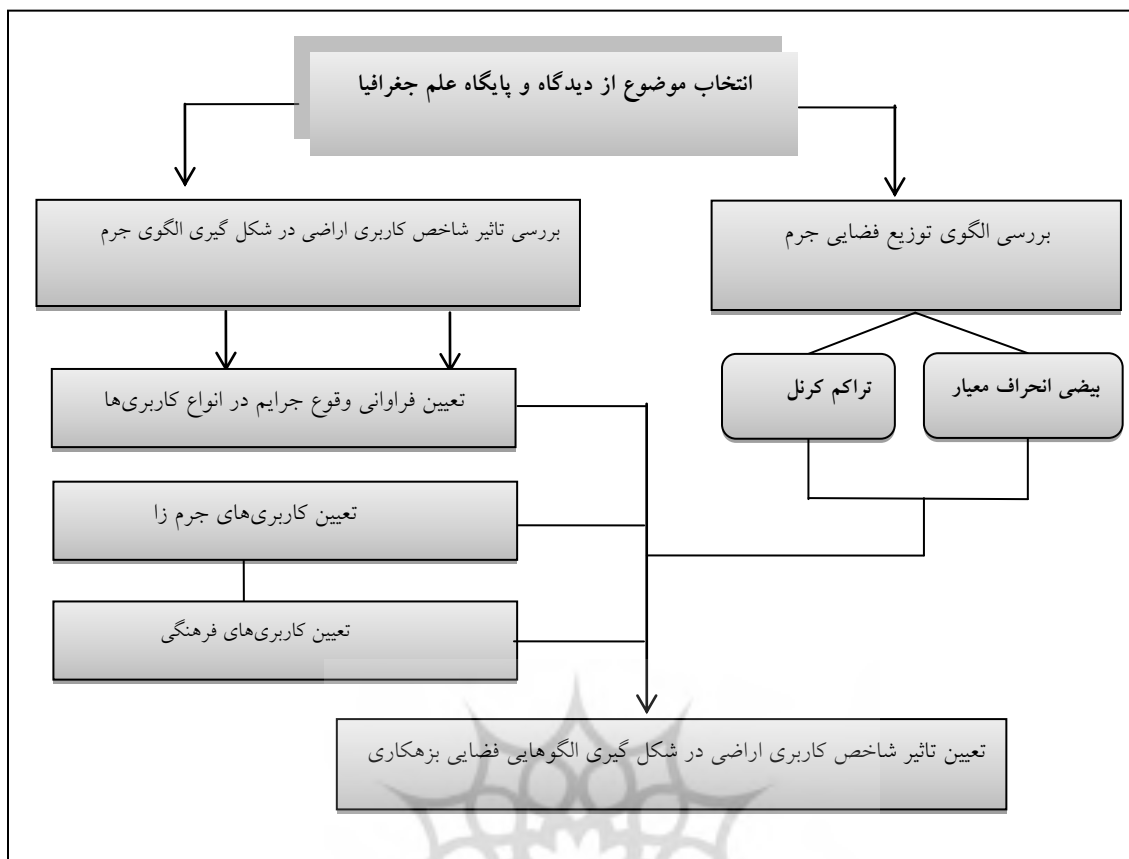 انتخاب موضوع از دیدگاه و پایگاه علم جغرافیا
بررسی الگوی توزیع فضایی جرم
بررسی تاثیر شاخص کاربری اراضی در شکل گیری الگوی جرم
بیضی انحراف معیار
تراکم کرنل
تعیین فراوانی وقوع جرایم در انواع کاربری‌ها
تعیین کاربری‌های جرم زا
تعیین کاربری‌های فرهنگی
تعیین تاثیر شاخص کاربری اراضی در شکل گیری الگوهایی فضایی بزهکاری